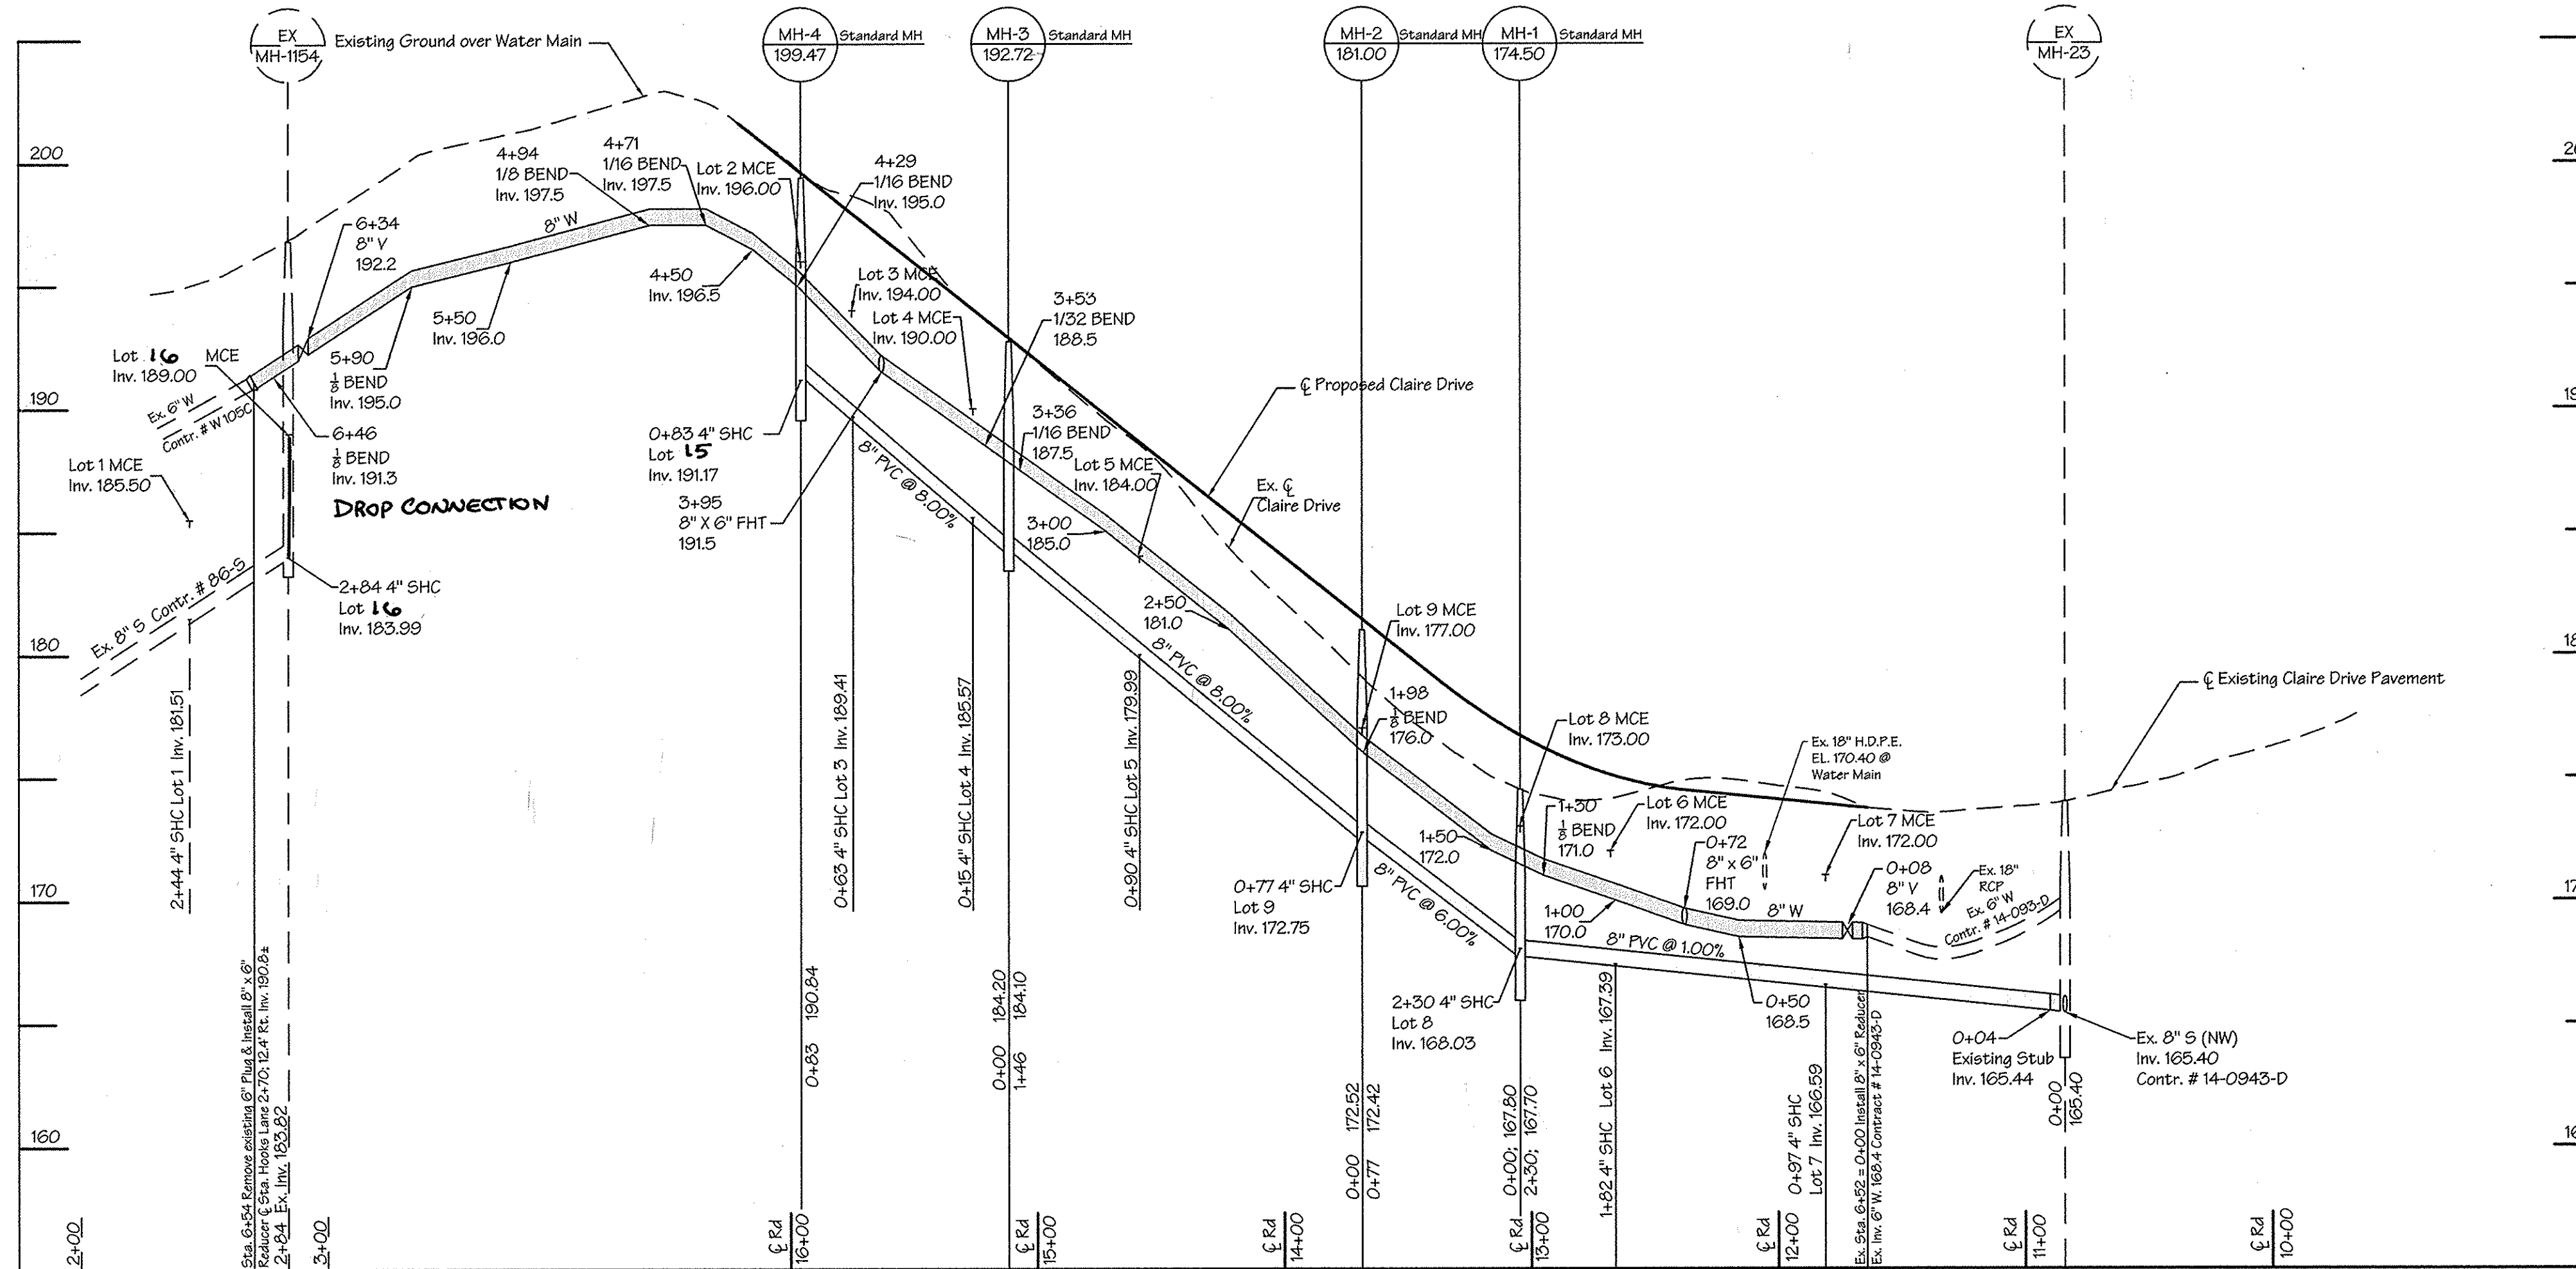 EX
MH-1154
Existing Ground over Water Main
MH-4
199.47
Standard MH
MH-3
192.72
Standard MH
MH-2
181.00
Standard MH
MH-1
174.50
Standard MH
EX
MH-23
200
190
180
170
160
4+94
1/8 BEND
Inv. 197.5
4+71
1/16 BEND
Inv. 197.5
Lot 2 MCE
Inv. 196.00
4+29
1/16 BEND
Inv. 195.0
6+34
8" V
192.2
8" W
4+50
Inv. 196.5
Lot 3 MCE
Inv. 194.00
Lot 4 MCE
Inv. 190.00
3+53
1/32 BEND
188.5
5+50
Inv. 196.0
Lot 16 MCE
Inv. 189.00
5+90
1/8 BEND
Inv. 195.0
Ex. 6" W
Contr. # W 105C
6+46
1/8 BEND
Inv. 191.3
DROP CONNECTION
Lot 1 MCE
Inv. 185.50
Ex. 8" S Contr. # 86-S
2+84 4" SHC
Lot 16
Inv. 183.99
0+83 4" SHC
Lot 15
Inv. 191.17
3+95
8" X 6" FHT
191.5
8" PVC @ 8.00%
3+36
1/16 BEND
187.5
Lot 5 MCE
Inv. 184.00
3+00
185.0
℄ Proposed Claire Drive
Ex. ℄
Claire Drive
2+50
181.0
8" PVC @ 8.00%
Lot 9 MCE
Inv. 177.00
1+98
1/8 BEND
176.0
Lot 8 MCE
Inv. 173.00
℄ Existing Claire Drive Pavement
Ex. 18" H.D.P.E.
EL. 170.40 @
Water Main
1+30
1/8 BEND
171.0
Lot 6 MCE
Inv. 172.00
1+50
172.0
0+72
8" x 6"
FHT
169.0
Lot 7 MCE
Inv. 172.00
0+08
8" V
168.4
Ex. 18"
RCP
Ex. 6" W
Contr. # 14-093-D
8" PVC @ 6.00%
0+77 4" SHC
Lot 9
Inv. 172.75
1+00
170.0
8" W
8" PVC @ 1.00%
2+30 4" SHC
Lot 8
Inv. 168.03
0+50
168.5
0+04
Existing Stub
Inv. 165.44
Ex. 8" S (NW)
Inv. 165.40
Contr. # 14-0943-D
2+44 4" SHC Lot 1 Inv. 181.51
Sta. 6+54 Remove existing 6" Plug & Install 8" x 6"
Reducer ℄ Sta. Hooks Lane 2+70; 12.4' Rt. Inv. 190.8±
2+84 Ex. Inv. 183.82
0+83 190.84
0+63 4" SHC Lot 3 Inv. 189.41
0+15 4" SHC Lot 4 Inv. 185.57
0+00 184.20
1+46 184.10
0+90 4" SHC Lot 5 Inv. 179.99
0+00 172.52
0+77 172.42
0+00; 167.80
2+30; 167.70
1+82 4" SHC Lot 6 Inv. 167.39
0+97 4" SHC
Lot 7 Inv. 166.59
Ex. Sta. 6+52 = 0+00 Install 8" x 6" Reducer
Ex. Inv. 6" W. 168.4 Contract # 14-0943-D
0+00
165.40
2+00
3+00
℄ Rd
16+00
℄ Rd
15+00
℄ Rd
14+00
℄ Rd
13+00
℄ Rd
12+00
℄ Rd
11+00
℄ Rd
10+00